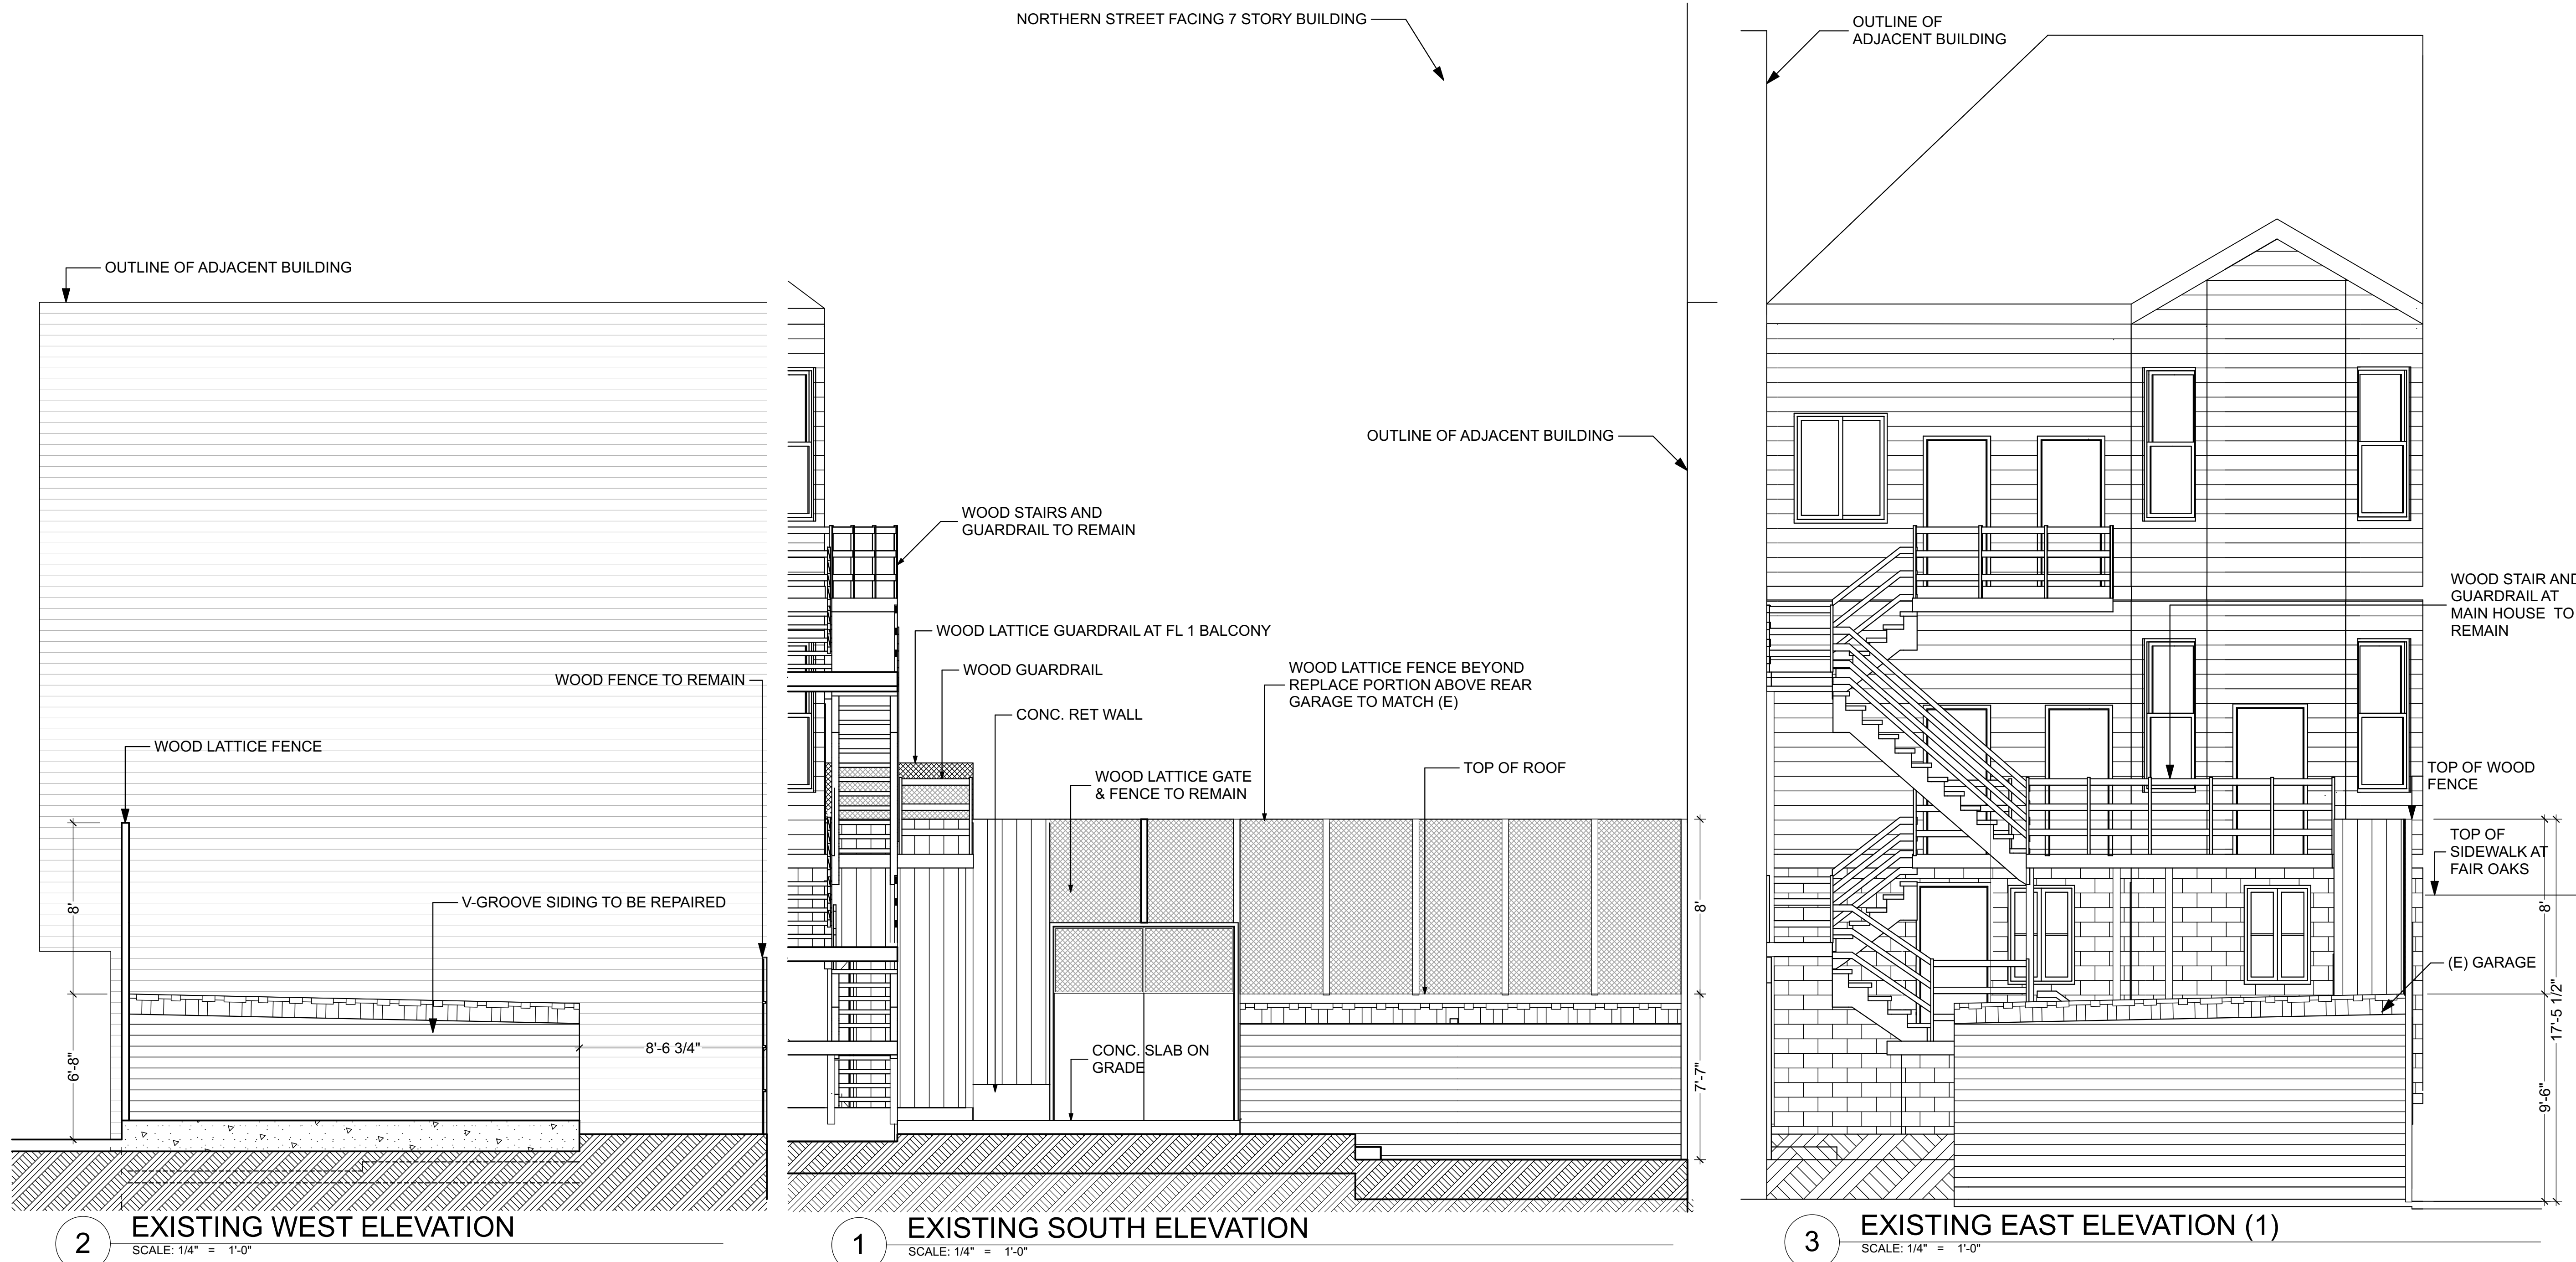 NORTHERN STREET FACING 7 STORY BUILDING
OUTLINE OF
ADJACENT BUILDING
OUTLINE OF ADJACENT BUILDING
OUTLINE OF ADJACENT BUILDING
WOOD STAIRS AND
GUARDRAIL TO REMAIN
WOOD STAIR AND
GUARDRAIL AT
MAIN HOUSE TO
REMAIN
WOOD LATTICE GUARDRAIL AT FL 1 BALCONY
WOOD GUARDRAIL
WOOD FENCE TO REMAIN
WOOD LATTICE FENCE BEYOND
REPLACE PORTION ABOVE REAR
GARAGE TO MATCH (E)
CONC. RET WALL
WOOD LATTICE FENCE
WOOD LATTICE GATE
& FENCE TO REMAIN
TOP OF ROOF
TOP OF WOOD
FENCE
TOP OF
SIDEWALK AT
FAIR OAKS
V-GROOVE SIDING TO BE REPAIRED
(E) GARAGE
CONC. SLAB ON
GRADE
8'
6'-8"
8'-6 3/4"
8'
7'-7"
8'
17'-5 1/2"
9'-6"
2
EXISTING WEST ELEVATION
SCALE: 1/4" = 1'-0"
1
EXISTING SOUTH ELEVATION
SCALE: 1/4" = 1'-0"
3
EXISTING EAST ELEVATION (1)
SCALE: 1/4" = 1'-0"